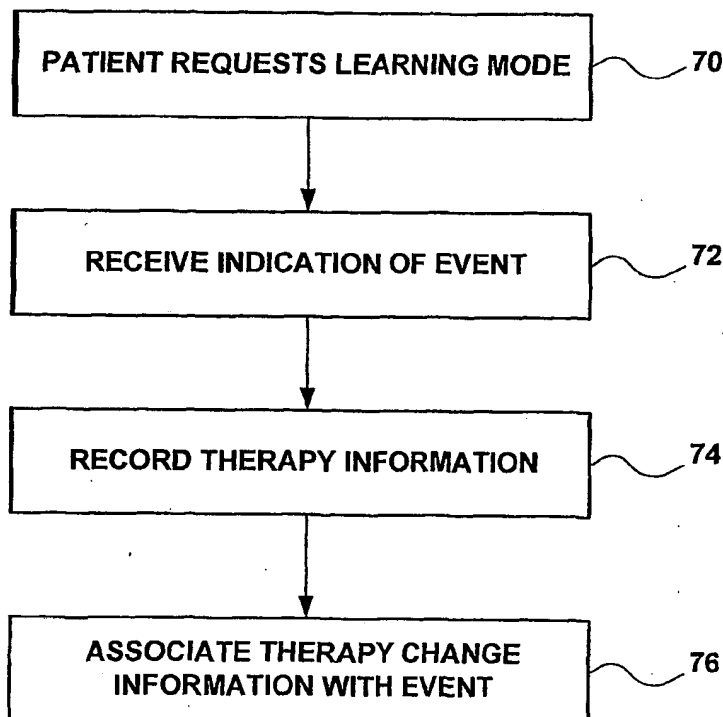 PATIENT REQUESTS LEARNING MODE
70
RECEIVE INDICATION OF EVENT
72
RECORD THERAPY INFORMATION
74
ASSOCIATE THERAPY CHANGE
INFORMATION WITH EVENT
76